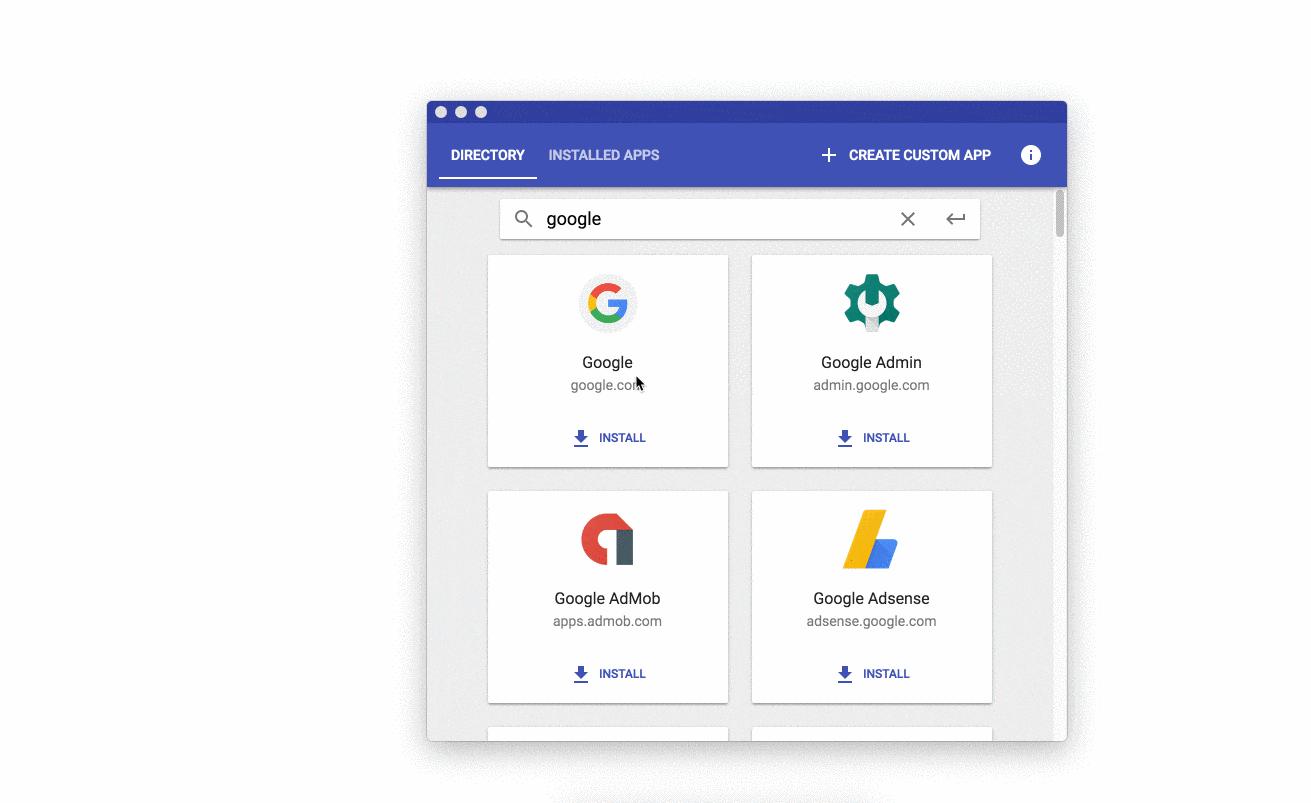 DIRECTORY INSTALLED APPS CREATE CUSTOM APP
google
Google
google.com
INSTALL
Google Admin
admin.google.com
INSTALL
Google AdMob
apps.admob.com
INSTALL
Google Adsense
adsense.google.com
INSTALL